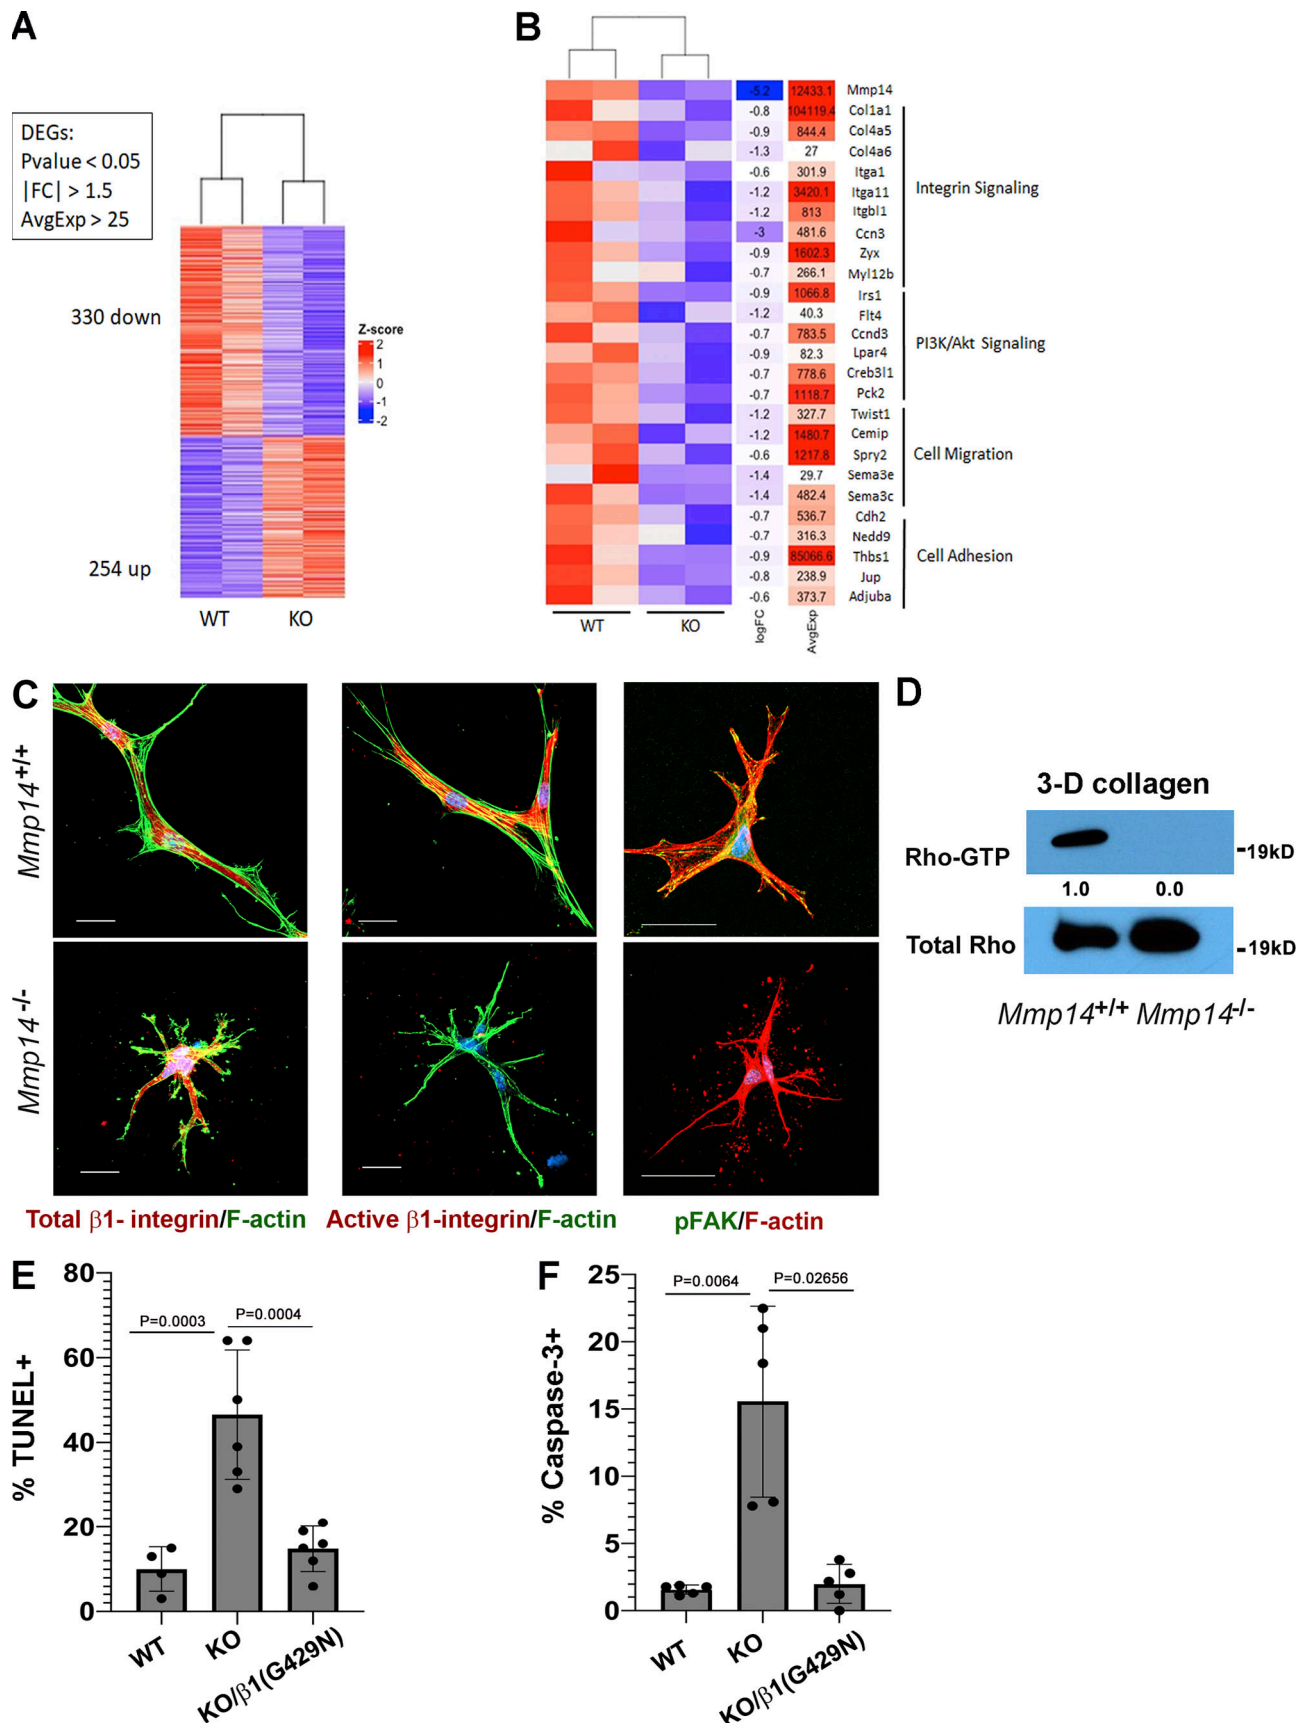 A
DEGs:
Pvalue < 0.05
|FC| > 1.5
AvgExp > 25
330 down
254 up
WT KO
Z-score
2
1
0
-1
-2
B
-5.2 12433.1 Mmp14
-0.8 104119.4 Col1a1
-0.9 844.4 Col4a5
-1.3 27 Col4a6
-0.6 301.9 Itga1
-1.2 3420.1 Itga11
-1.2 813 Itgbl1
-3 481.6 Ccn3
-0.9 1602.3 Zyx
-0.7 266.1 Myl12b
-0.9 1066.8 Irs1
-1.2 40.3 Flt4
-0.7 783.5 Ccnd3
-0.9 82.3 Lpar4
-0.7 778.6 Creb3l1
-0.7 1118.7 Pck2
-1.2 327.7 Twist1
-1.2 1480.7 Cemip
-0.6 1217.8 Spry2
-1.4 29.7 Sema3e
-1.4 482.4 Sema3c
-0.7 536.7 Cdh2
-0.7 316.3 Nedd9
-0.9 85066.6 Thbs1
-0.8 238.9 Jup
-0.6 373.7 Adjuba
Integrin Signaling
PI3K/Akt Signaling
Cell Migration
Cell Adhesion
WT KO
logFC
AvgExp
C
Mmp14+/+
Mmp14-/-
Total β1- integrin/F-actin
Active β1-integrin/F-actin
pFAK/F-actin
D
3-D collagen
Rho-GTP
-19kD
1.0 0.0
Total Rho
-19kD
Mmp14+/+ Mmp14-/-
E
% TUNEL+
80
60
40
20
0
P=0.0003
P=0.0004
WT
KO
KO/β1(G429N)
F
% Caspase-3+
25
20
15
10
5
0
P=0.0064
P=0.02656
WT
KO
KO/β1(G429N)